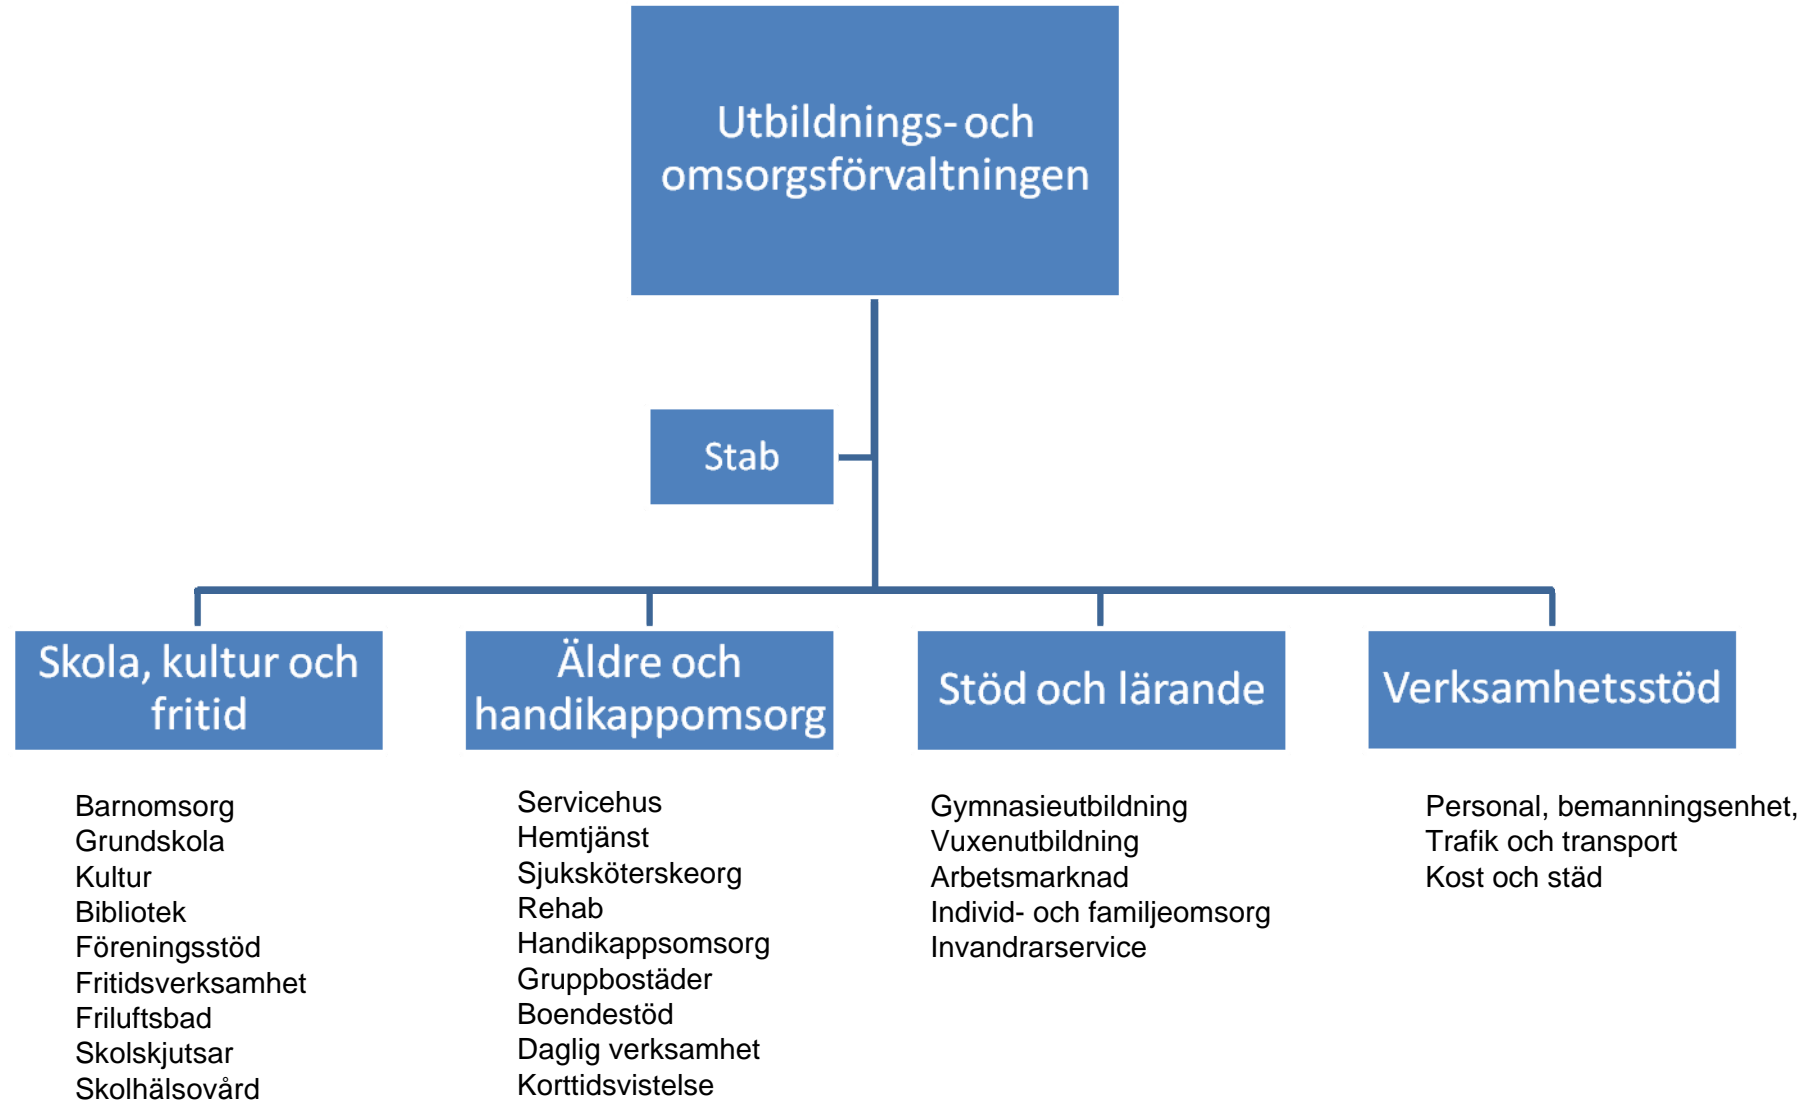 Utbildnings- och
omsorgsförvaltningen
Stab
Skola, kultur och
fritid
Äldre och
handikappomsorg
Stöd och lärande
Verksamhetsstöd
Barnomsorg
Grundskola
Kultur
Bibliotek
Föreningsstöd
Fritidsverksamhet
Friluftsbad
Skolskjutsar
Skolhälsovård
Servicehus
Hemtjänst
Sjuksköterskeorg
Rehab
Handikappsomsorg
Gruppbostäder
Boendestöd
Daglig verksamhet
Korttidsvistelse
Gymnasieutbildning
Vuxenutbildning
Arbetsmarknad
Individ- och familjeomsorg
Invandrarservice
Personal, bemanningsenhet,
Trafik och transport
Kost och städ